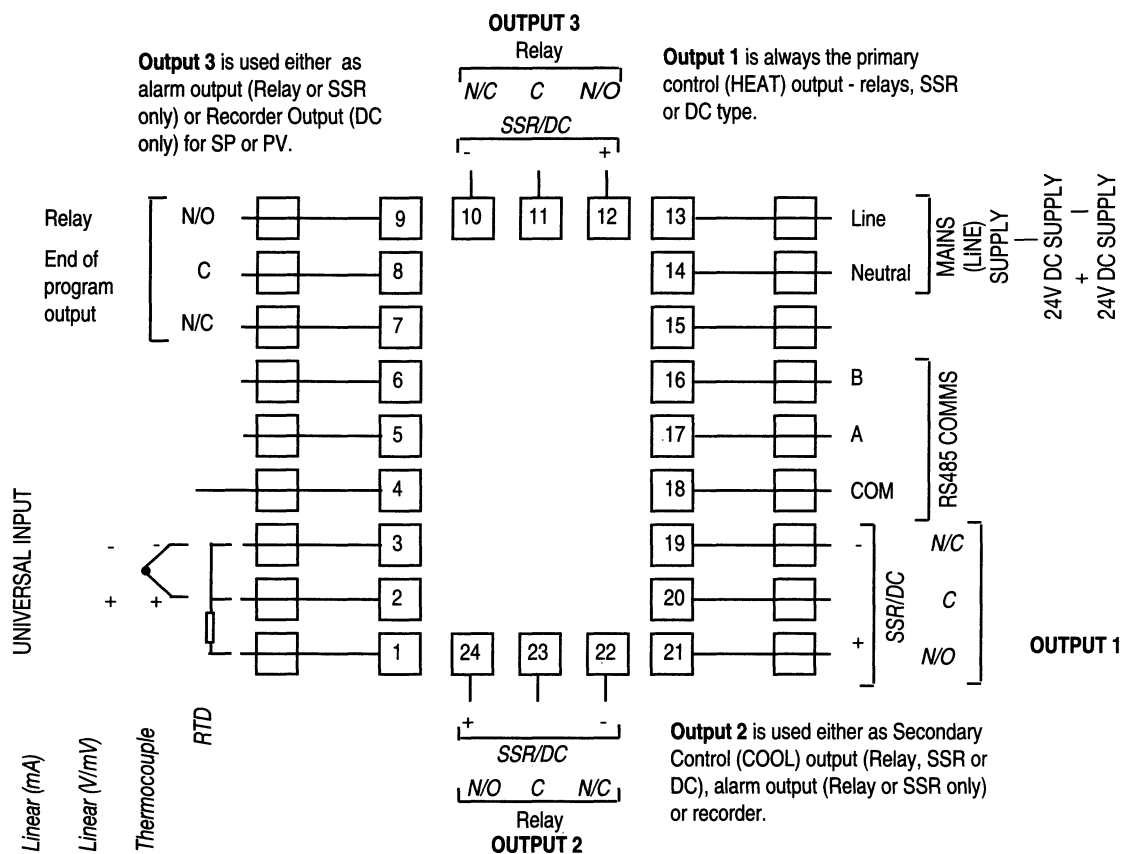 OUTPUT 3
Relay
N/C C N/O
SSR/DC
- +
Output 3 is used either as
alarm output (Relay or SSR
only) or Recorder Output (DC
only) for SP or PV.
Output 1 is always the primary
control (HEAT) output - relays, SSR
or DC type.
Relay
End of
program
output
N/O
C
N/C
9
8
7
6
5
4
3
2
1
10 11 12
13
14
15
16
17
18
19
20
21
24 23 22
Line
Neutral
MAINS
(LINE)
SUPPLY
24V DC SUPPLY
24V DC SUPPLY
+
B
A
COM
RS485 COMMS
-
+
SSR/DC
N/C
C
N/O
OUTPUT 1
UNIVERSAL INPUT
- -
+ +
Linear (mA)
Linear (V/mV)
Thermocouple
RTD
+ -
SSR/DC
N/O C N/C
Relay
OUTPUT 2
Output 2 is used either as Secondary
Control (COOL) output (Relay, SSR or
DC), alarm output (Relay or SSR only)
or recorder.